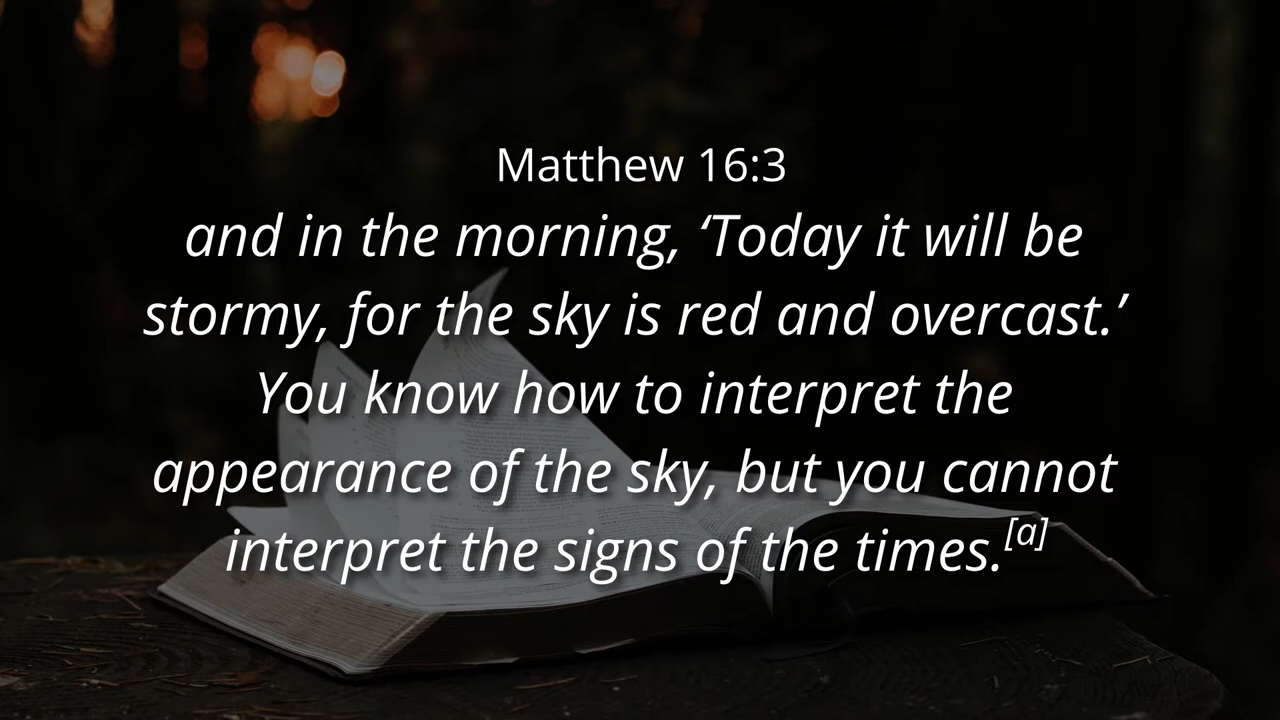 Matthew 16:3
and in the morning, ‘Today it will be
stormy, for the sky is red and overcast.’
You know how to interpret the
appearance of the sky, but you cannot
interpret the signs of the times.[a]